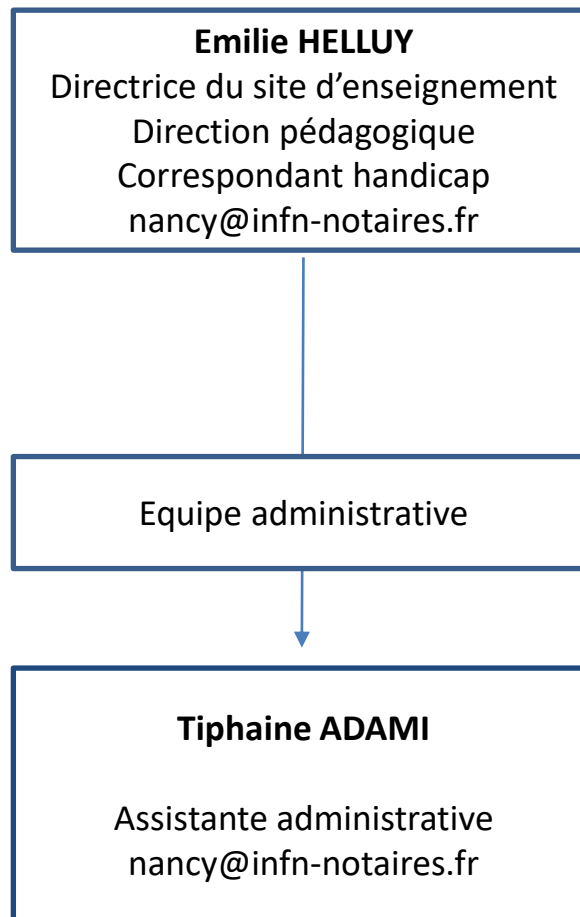 Emilie HELLUY
Directrice du site d’enseignement
Direction pédagogique
Correspondant handicap
nancy@infn-notaires.fr
Equipe administrative
Tiphaine ADAMI
Assistante administrative
nancy@infn-notaires.fr